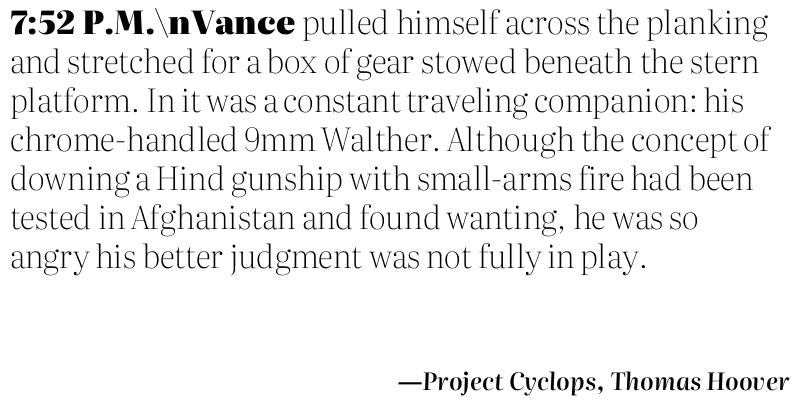 7:52 P.M.\nVance pulled himself across the planking
and stretched for a box of gear stowed beneath the stern
platform. In it was a constant traveling companion: his
chrome-handled 9mm Walther. Although the concept of
downing a Hind gunship with small-arms fire had been
tested in Afghanistan and found wanting, he was so
angry his better judgment was not fully in play.
—Project Cyclops, Thomas Hoover